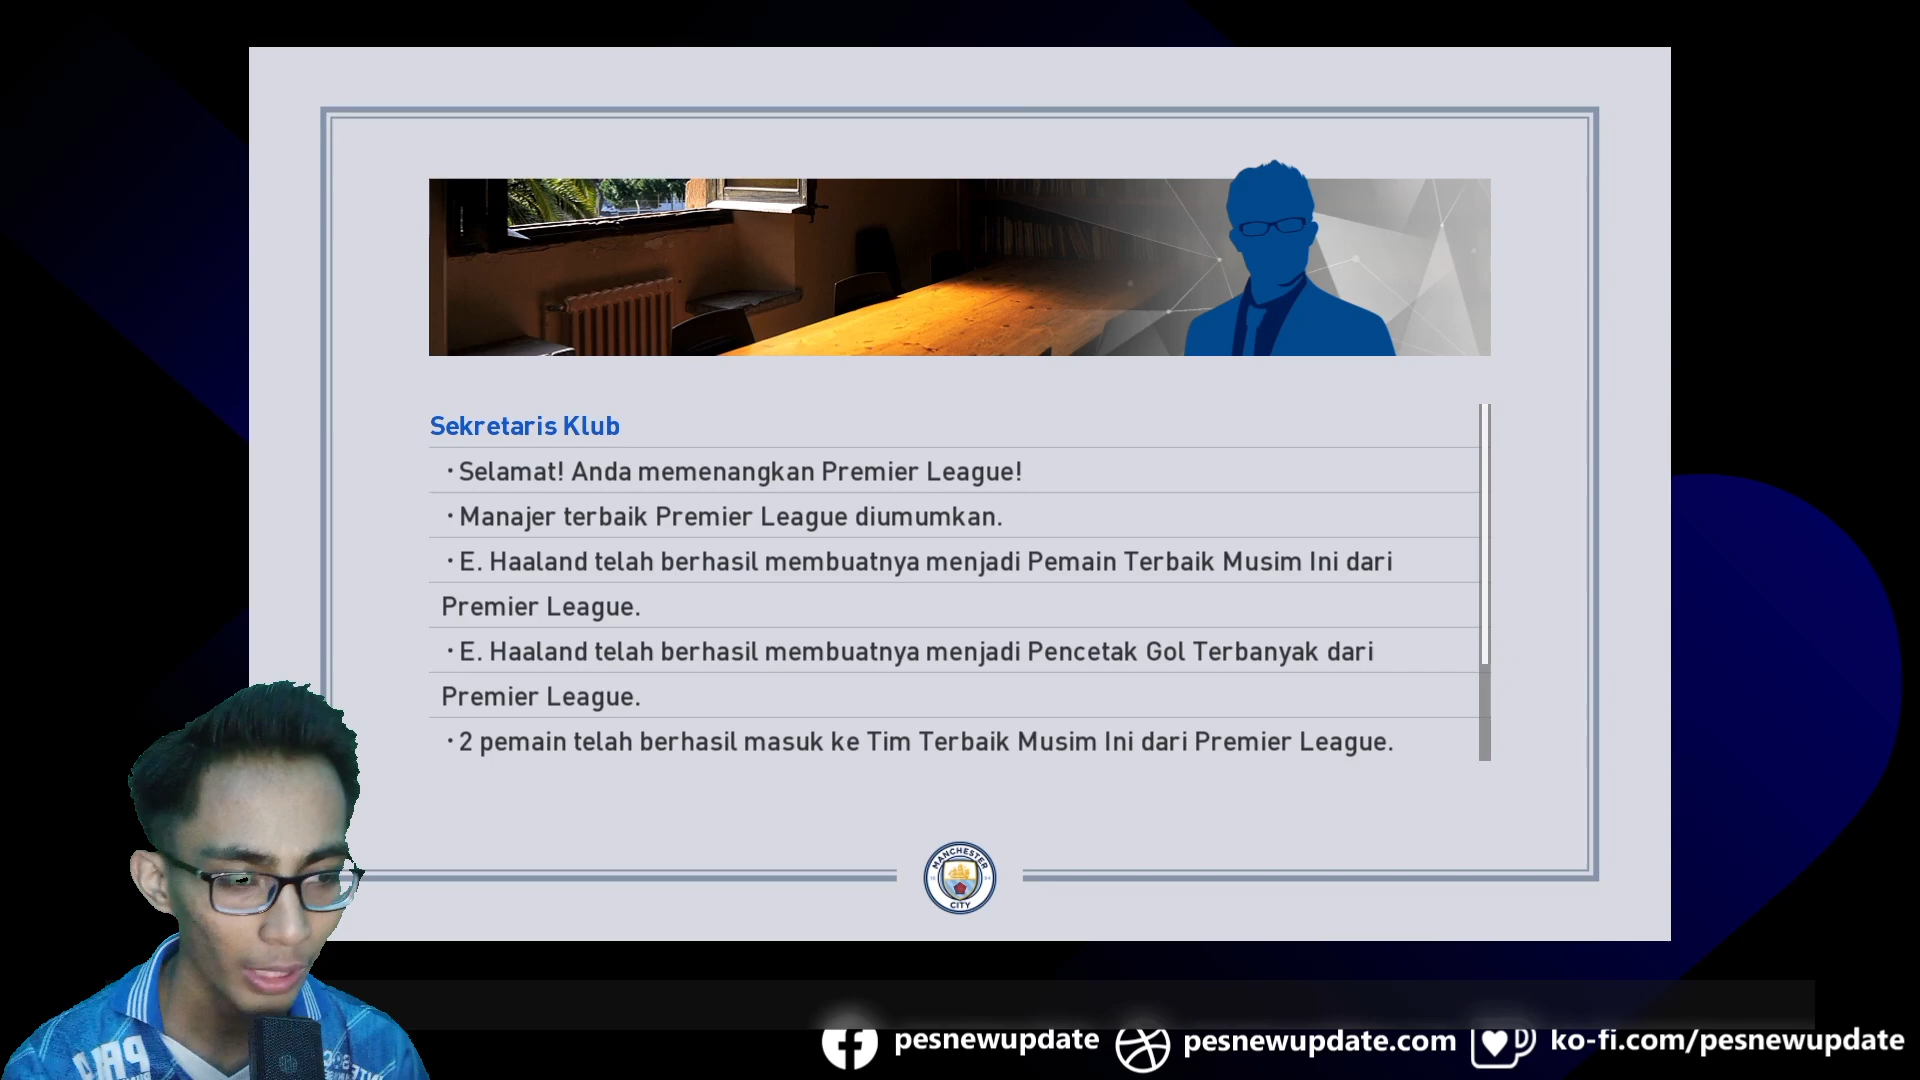 Sekretaris Klub
・Selamat! Anda memenangkan Premier League!
・Manajer terbaik Premier League diumumkan.
・E. Haaland telah berhasil membuatnya menjadi Pemain Terbaik Musim Ini dari
Premier League.
・E. Haaland telah berhasil membuatnya menjadi Pencetak Gol Terbanyak dari
Premier League.
・2 pemain telah berhasil masuk ke Tim Terbaik Musim Ini dari Premier League.
MANCHESTER
CITY
pesnewupdate
pesnewupdate.com
ko-fi.com/pesnewupdate